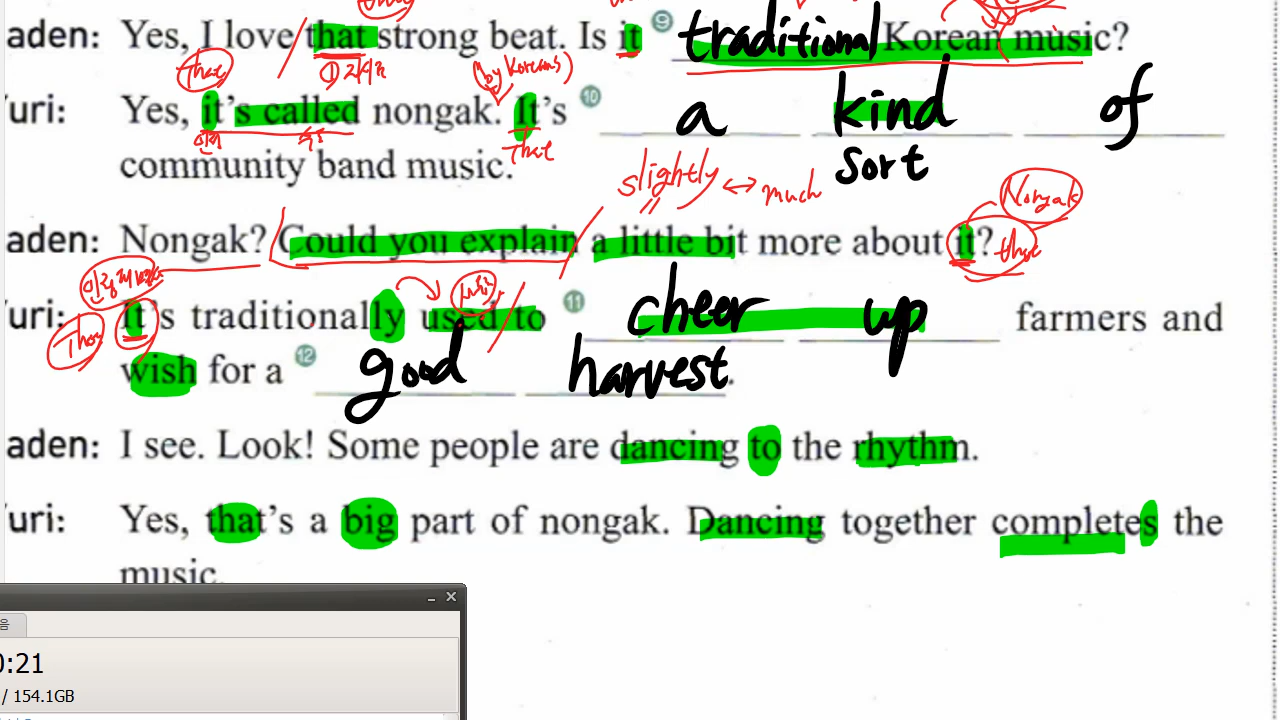 aden: Yes, I love that strong beat. Is it ⑨ traditional Korean music?
that
(by Koreans)
uri: Yes, it's called nongak. It's ⑩ a kind of
That
sort
community band music.
slightly ↔ much
Nongak
aden: Nongak? Could you explain a little bit more about it?
that
uri: It's traditionally used to ⑪ cheer up farmers and
That
wish for a ⑫ good harvest.
aden: I see. Look! Some people are dancing to the rhythm.
uri: Yes, that's a big part of nongak. Dancing together completes the
music.
0:21
/ 154.1GB